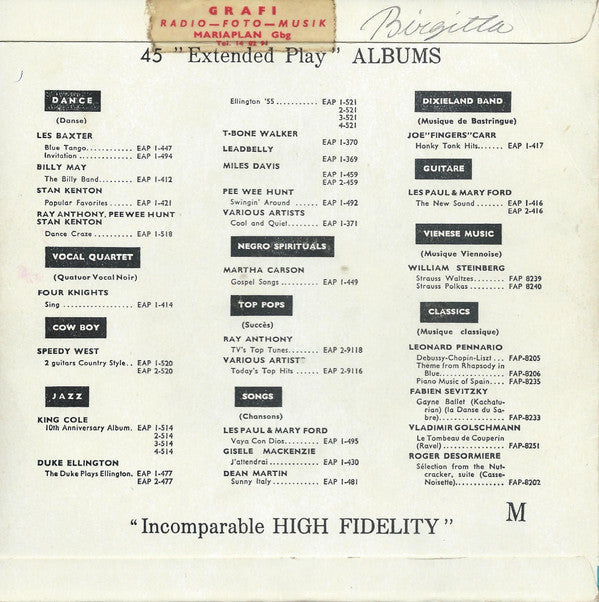 GRAFI
RADIO—FOTO—MUSIK
MARIAPLAN Gbg
Tel. 14 02 94
Birgitta
45 "Extended Play" ALBUMS
DANCE
(Danse)
LES BAXTER
Blue Tango............ EAP 1-447
Invitation ............. EAP 1-494
BILLY MAY
The Billy Band......... EAP 1-412
STAN KENTON
Popular Favorites ...... EAP 1-421
RAY ANTHONY, PEE WEE HUNT
STAN KENTON
Dance Craze .......... EAP 1-518
VOCAL QUARTET
(Quatuor Vocal Noir)
FOUR KNIGHTS
Sing .................. EAP 1-414
COW BOY
SPEEDY WEST
2 guitars Country Style.. EAP 1-520
EAP 2-520
JAZZ
KING COLE
10th Anniversary Album. EAP 1-514
2-514
3-514
4-514
DUKE ELLINGTON
The Duke Plays Ellington. EAP 1-477
EAP 2-477
Ellington '55 ........... EAP 1-521
2-521
3-521
4-521
T-BONE WALKER
EAP 1-370
LEADBELLY
EAP 1-369
MILES DAVIS
EAP 1-459
EAP 2-459
PEE WEE HUNT
Swingin' Around ....... EAP 1-492
VARIOUS ARTISTS
Cool and Quiet......... EAP 1-371
NEGRO SPIRITUALS
MARTHA CARSON
Gospel Songs .......... EAP 1-449
TOP POPS
(Succès)
RAY ANTHONY
TV's Top Tunes........ EAP 2-9118
VARIOUS ARTIST
Today's Top Hits ...... EAP 2-9116
SONGS
(Chansons)
LES PAUL & MARY FORD
Vaya Con Dios......... EAP 1-495
GISELE MACKENZIE
J'attendrai ............ EAP 1-430
DEAN MARTIN
Sunny Italy ............ EAP 1-481
DIXIELAND BAND
(Musique de Bastringue)
JOE"FINGERS"CARR
Honky Tonk Hits....... EAP 1-417
GUITARE
LES PAUL & MARY FORD
The New Sound ....... EAP 1-416
EAP 2-416
VIENESE MUSIC
(Musique Viennoise)
WILLIAM STEINBERG
Strauss Waltzes......... FAP 8239
Strauss Polkas .......... FAP 8240
CLASSICS
(Musique classique)
LEONARD PENNARIO
Debussy-Chopin-Liszt ... FAP-8205
Theme from Rhapsody in
Blue.................. FAP-8206
Piano Music of Spain.... FAP-8235
FABIEN SEVITZKY
Gayne Ballet (Kachatu-
rian) (la Danse du Sa-
bre).................. FAP-8233
VLADIMIR GOLSCHMANN
Le Tombeau de Couperin
(Ravel)............... FAP-8251
ROGER DESORMIERE
Sélection from the Nut-
cracker, suite (Casse-
Noisette).............. FAP-8202
"Incomparable HIGH FIDELITY"
M